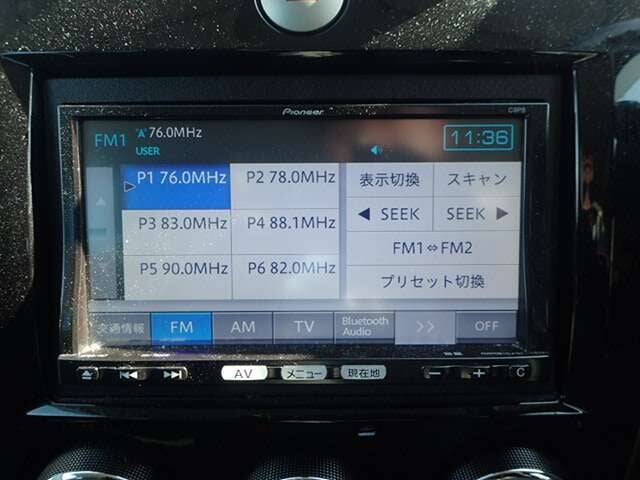 Pioneer
FM1 76.0MHz
USER
11:36
P1 76.0MHz P2 78.0MHz 表示切換 スキャン
P3 83.0MHz P4 88.1MHz ◀ SEEK SEEK ▶
FM1⇔FM2
P5 90.0MHz P6 82.0MHz プリセット切換
交通情報 FM AM TV Bluetooth Audio >> OFF
AV メニュー 現在地 − + C